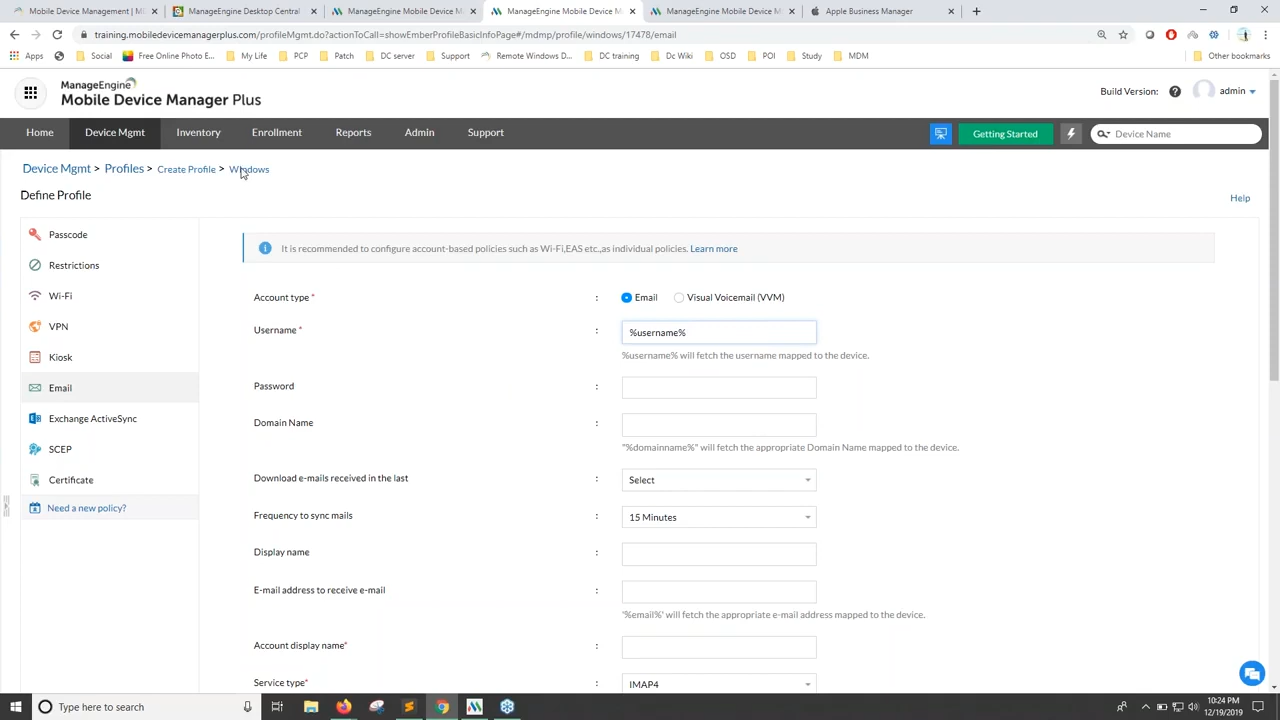 ManageEngine | Mobile Device M
ManageEngine Desktop Central
ManageEngine Mobile Device M
ManageEngine Mobile Device M
ManageEngine Mobile Device M
Apple Business Manager
training.mobiledevicemanagerplus.com/profileMgmt.do?actionToCall=showEmberProfileBasicInfoPage#/mdmp/profile/windows/17478/email
Apps
Social
Free Online Photo E...
My Life
PCP
Patch
DC server
Support
Remote Windows D...
DC training
Dc Wiki
OSD
POI
Study
MDM
Other bookmarks
ManageEngine
Mobile Device Manager Plus
Build Version:
admin
Home
Device Mgmt
Inventory
Enrollment
Reports
Admin
Support
Getting Started
Device Name
Device Mgmt > Profiles > Create Profile > Windows
Define Profile
Help
Passcode
Restrictions
Wi-Fi
VPN
Kiosk
Email
Exchange ActiveSync
SCEP
Certificate
Need a new policy?
It is recommended to configure account-based policies such as Wi-Fi,EAS etc.,as individual policies. Learn more
Account type * : Email Visual Voicemail (VVM)
Username * : %username%
%username% will fetch the username mapped to the device.
Password :
Domain Name :
"%domainname%" will fetch the appropriate Domain Name mapped to the device.
Download e-mails received in the last : Select
Frequency to sync mails : 15 Minutes
Display name :
E-mail address to receive e-mail :
'%email%' will fetch the appropriate e-mail address mapped to the device.
Account display name* :
Service type* : IMAP4
Type here to search
10:24 PM
12/19/2019